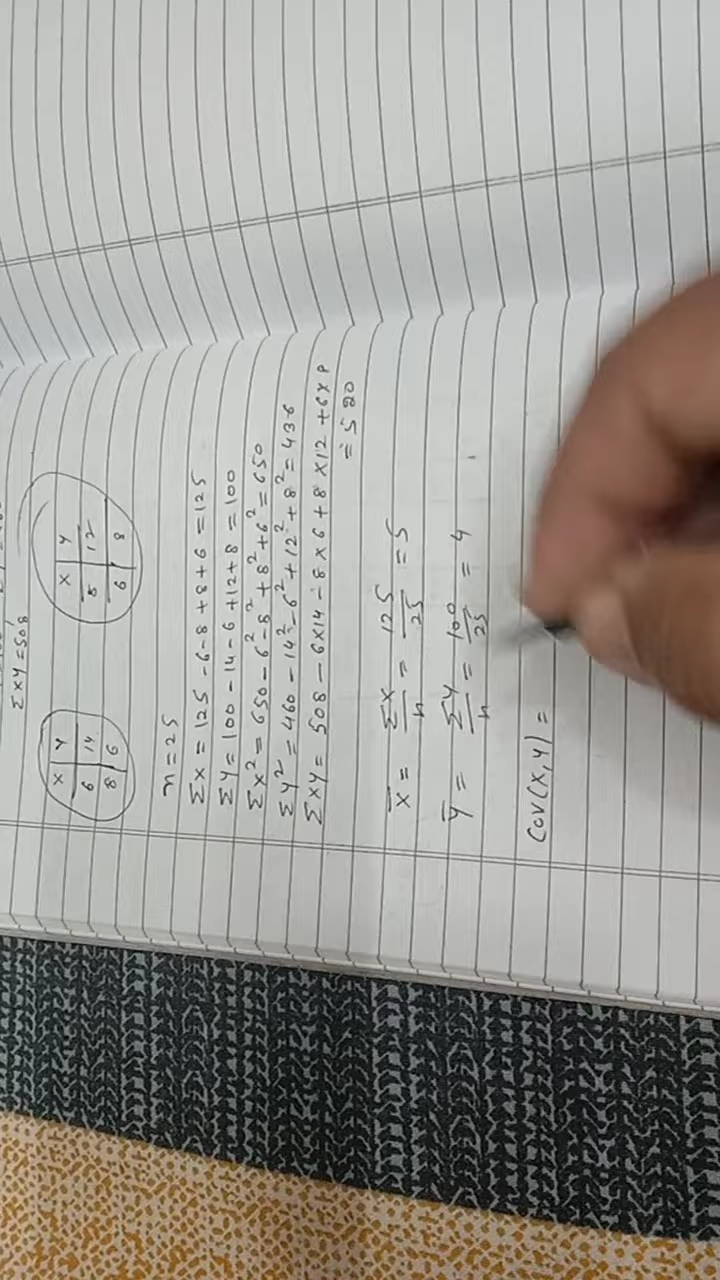 Σxy = 508,
x | y
6 | 14
8 | 6
x | y
8 | 12
6 | 8
n = 25
Σx = 125 - 6 - 8 + 8 + 6 = 125
Σy = 100 - 14 - 6 + 12 + 8 = 100
Σx² = 650 - 6² - 8² + 8² + 6² = 650
Σy² = 460 - 14² - 6² + 12² + 8² = 436
Σxy = 508 - 6×14 - 8×6 + 8×12 + 6×8
= 520
x̄ = Σx/n = 125/25 = 5
ȳ = Σy/n = 100/25 = 4
Cov(x,y) =